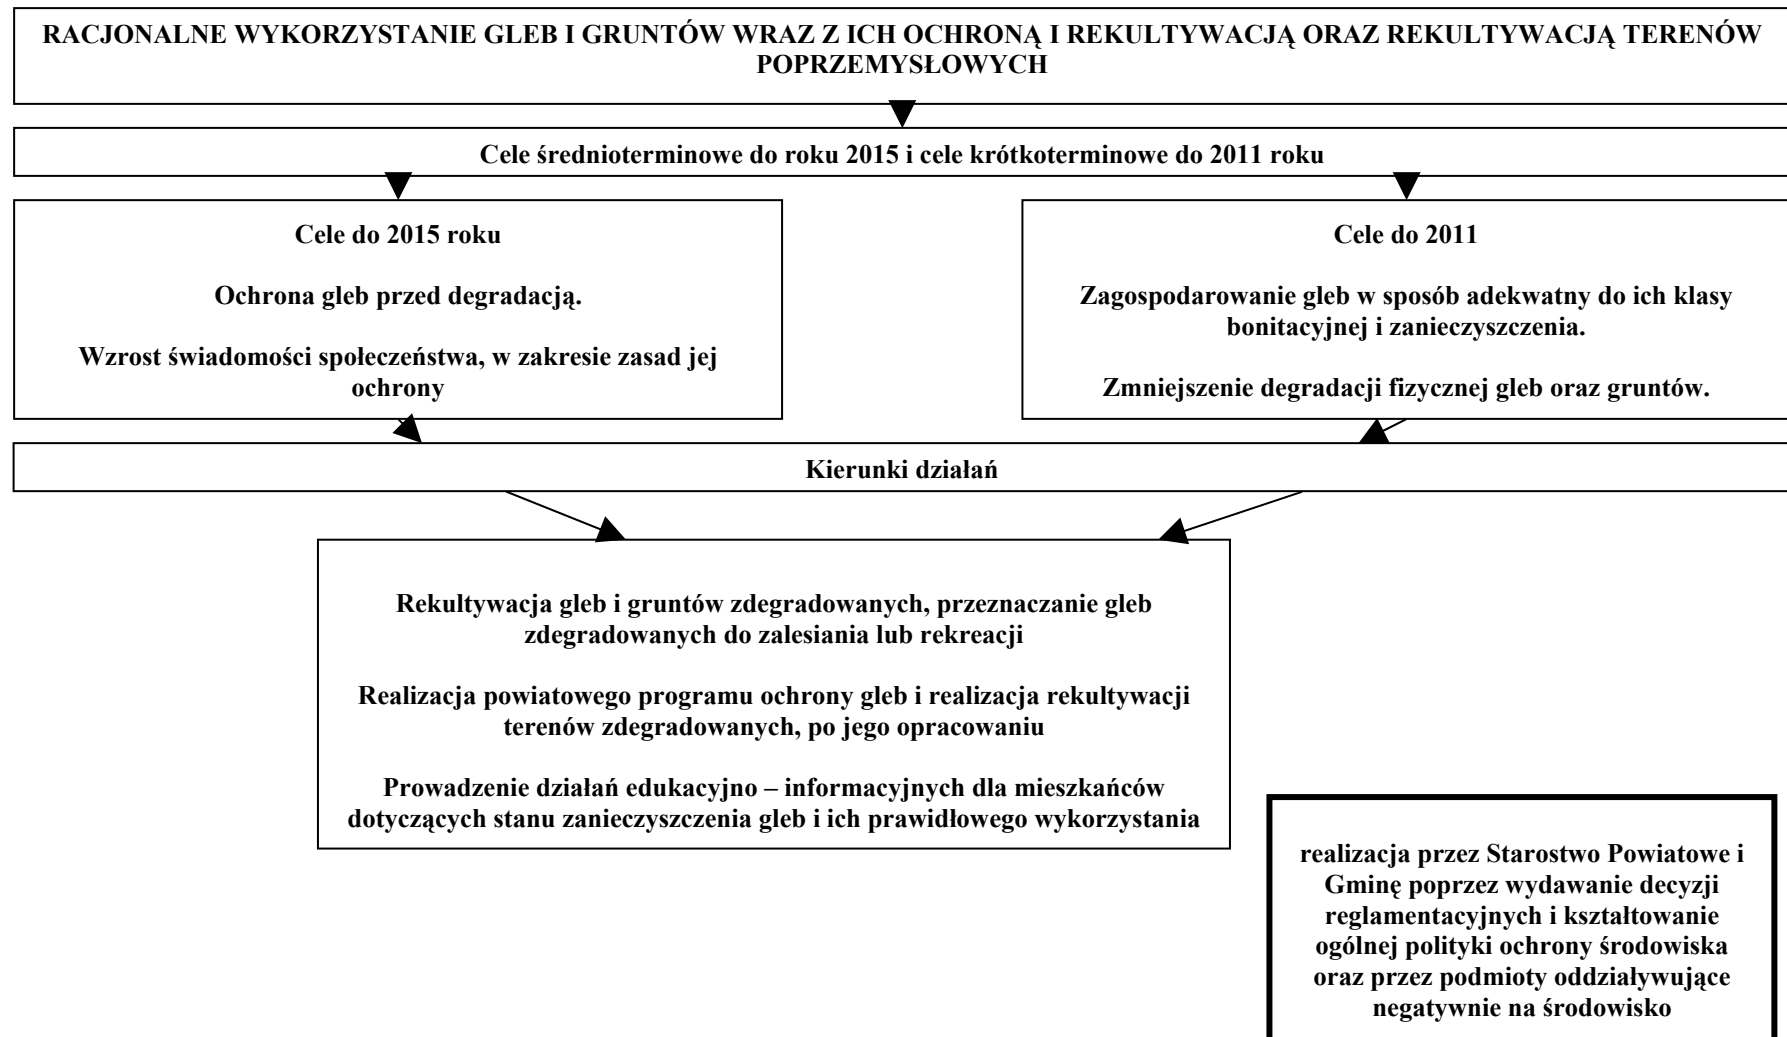 RACJONALNE WYKORZYSTANIE GLEB I GRUNTÓW WRAZ Z ICH OCHRONĄ I REKULTYWACJĄ ORAZ REKULTYWACJĄ TERENÓW
POPRZEMYSŁOWYCH
Cele średnioterminowe do roku 2015 i cele krótkoterminowe do 2011 roku
Cele do 2015 roku
Ochrona gleb przed degradacją.
Wzrost świadomości społeczeństwa, w zakresie zasad jej
ochrony
Cele do 2011
Zagospodarowanie gleb w sposób adekwatny do ich klasy
bonitacyjnej i zanieczyszczenia.
Zmniejszenie degradacji fizycznej gleb oraz gruntów.
Kierunki działań
Rekultywacja gleb i gruntów zdegradowanych, przeznaczanie gleb
zdegradowanych do zalesiania lub rekreacji
Realizacja powiatowego programu ochrony gleb i realizacja rekultywacji
terenów zdegradowanych, po jego opracowaniu
Prowadzenie działań edukacyjno – informacyjnych dla mieszkańców
dotyczących stanu zanieczyszczenia gleb i ich prawidłowego wykorzystania
realizacja przez Starostwo Powiatowe i
Gminę poprzez wydawanie decyzji
reglamentacyjnych i kształtowanie
ogólnej polityki ochrony środowiska
oraz przez podmioty oddziaływujące
negatywnie na środowisko